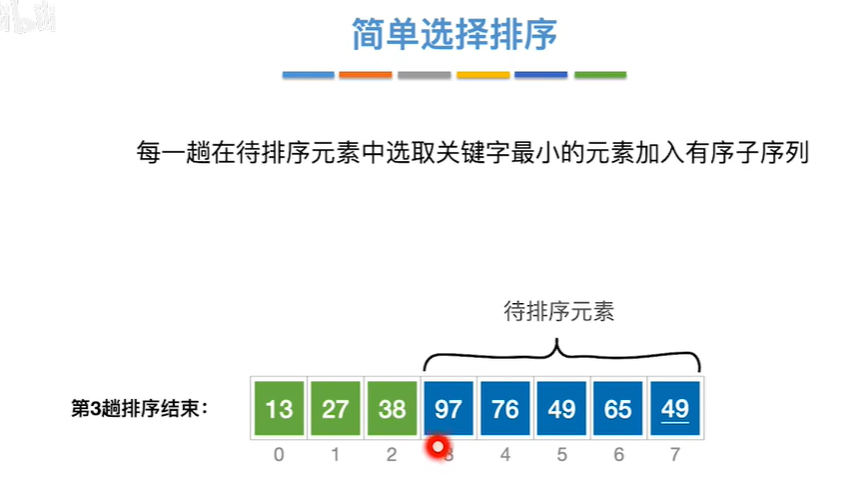 简单选择排序
每一趟在待排序元素中选取关键字最小的元素加入有序子序列
待排序元素
第3趟排序结束: 13 27 38 97 76 49 65 49
0 1 2 3 4 5 6 7